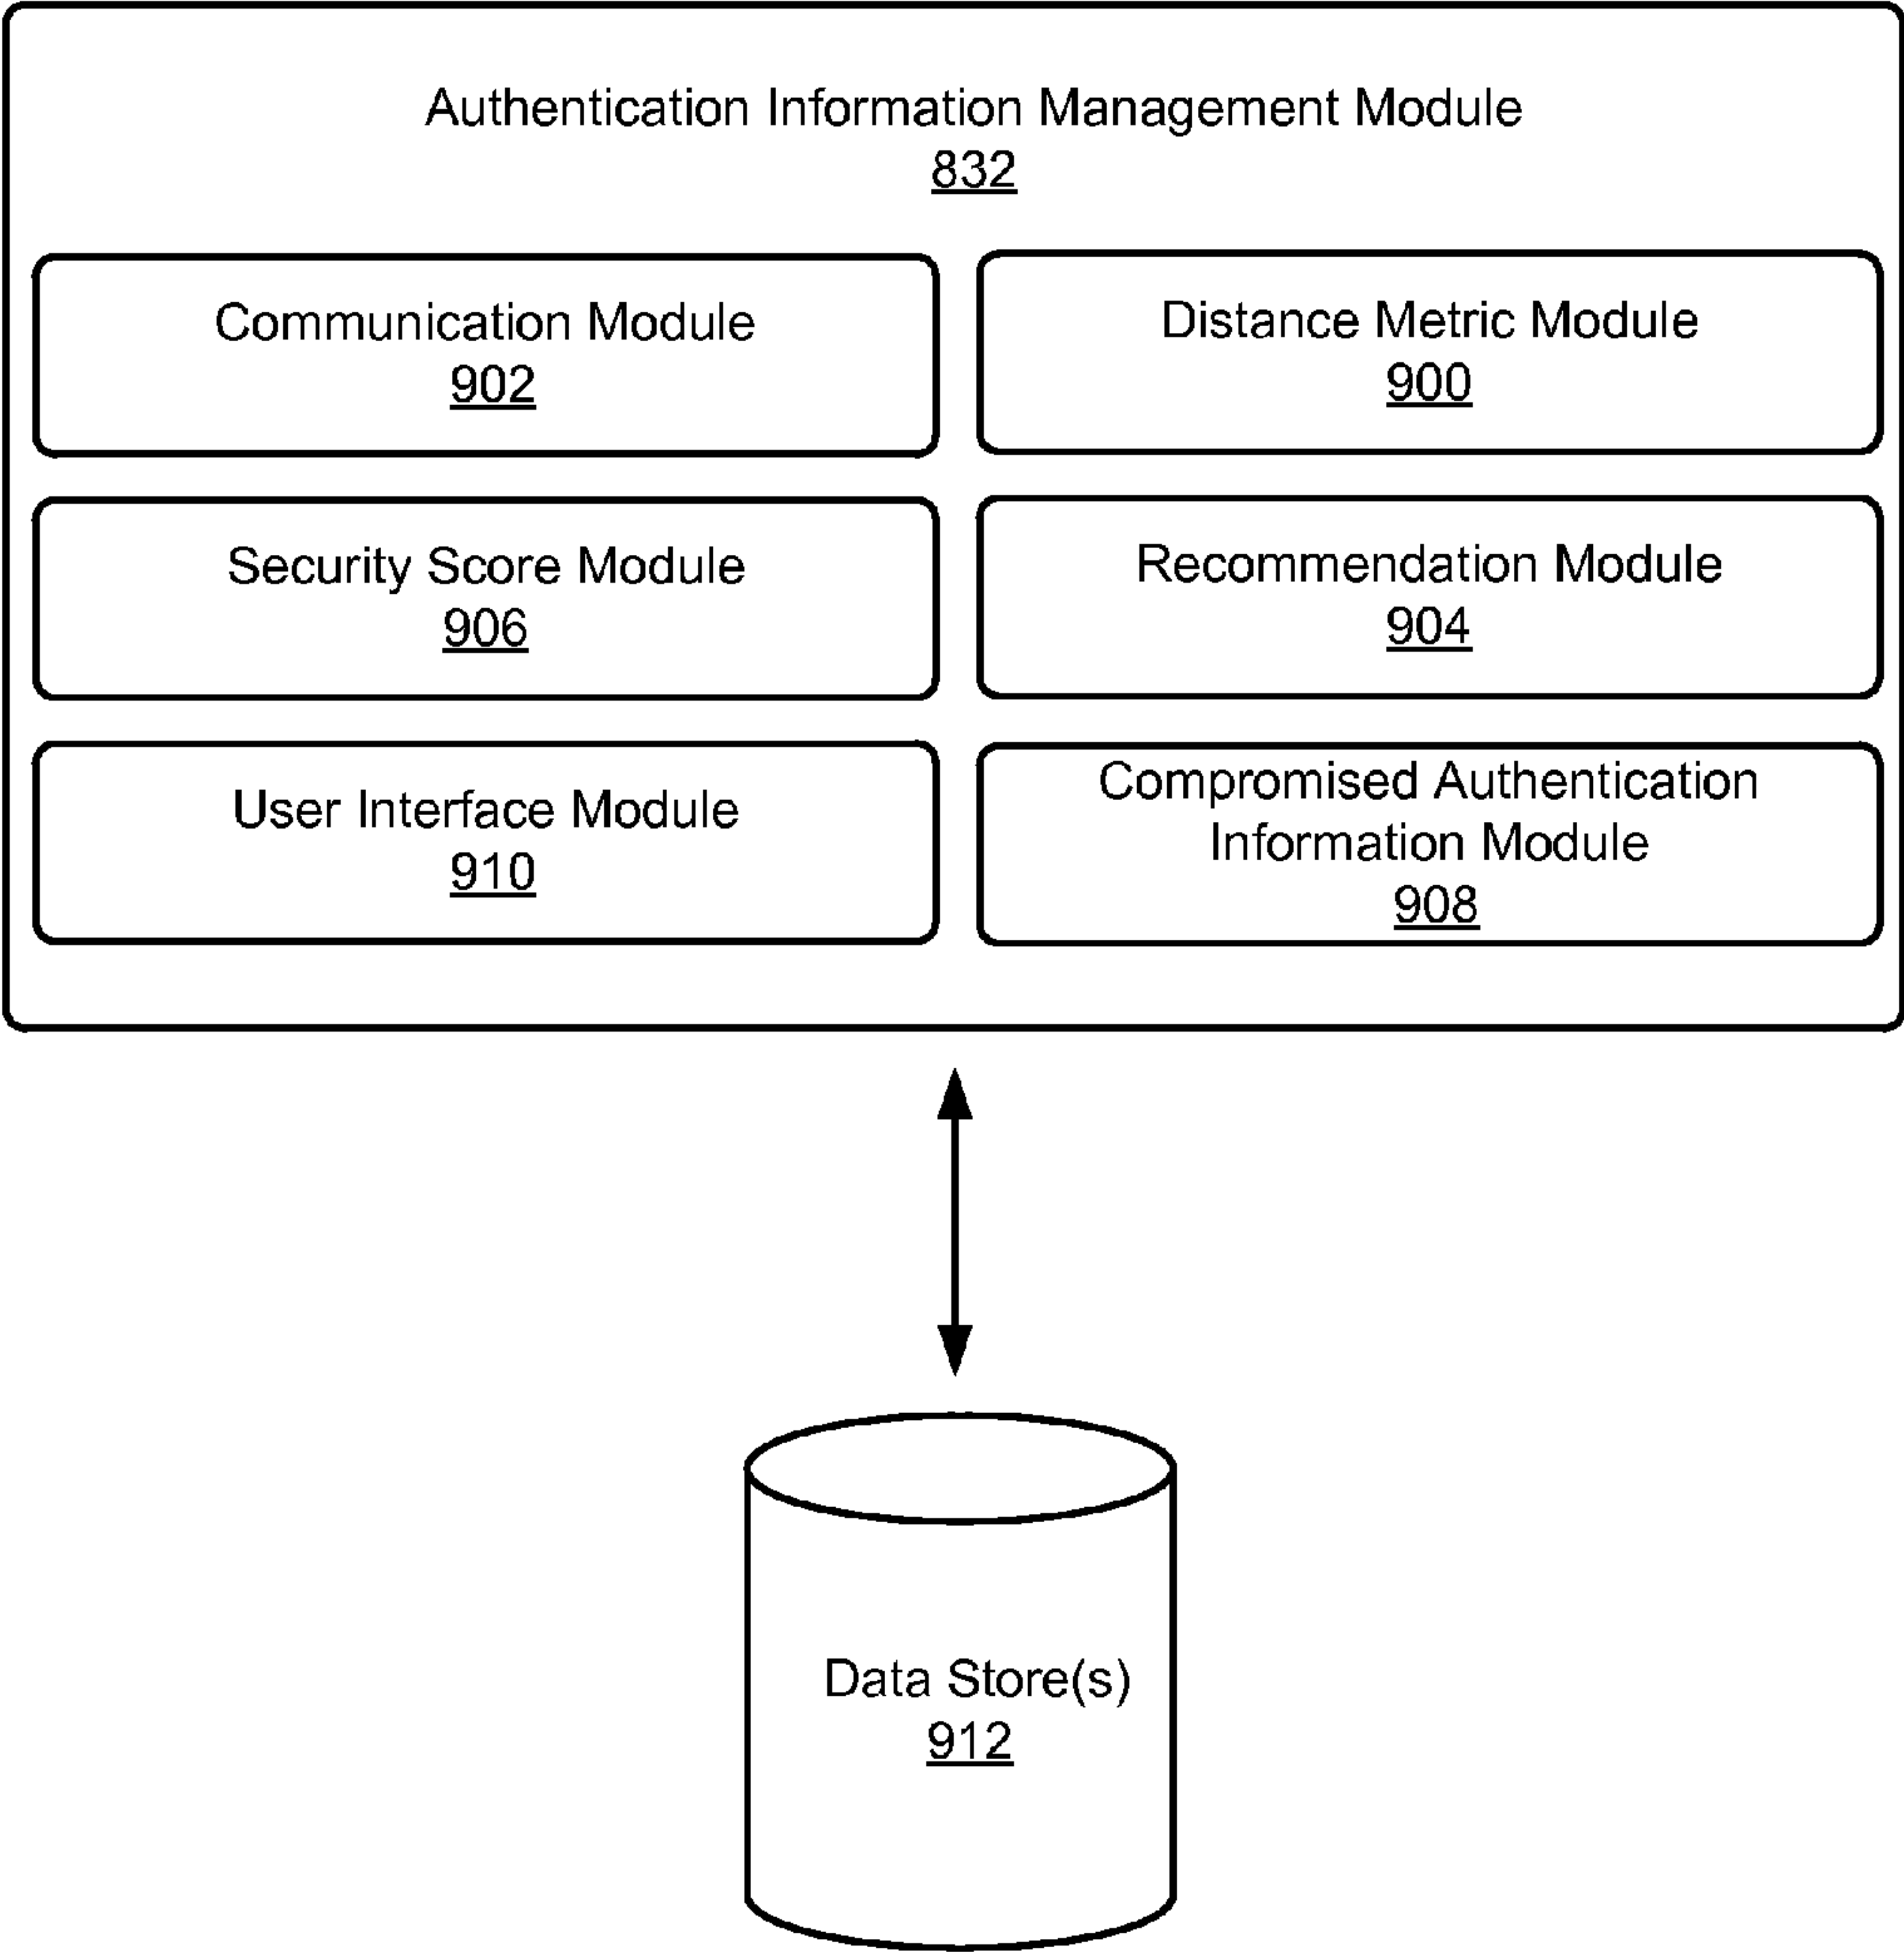 Authentication Information Management Module
832
Communication Module
902
Distance Metric Module
900
Security Score Module
906
Recommendation Module
904
User Interface Module
910
Compromised Authentication
Information Module
908
Data Store(s)
912